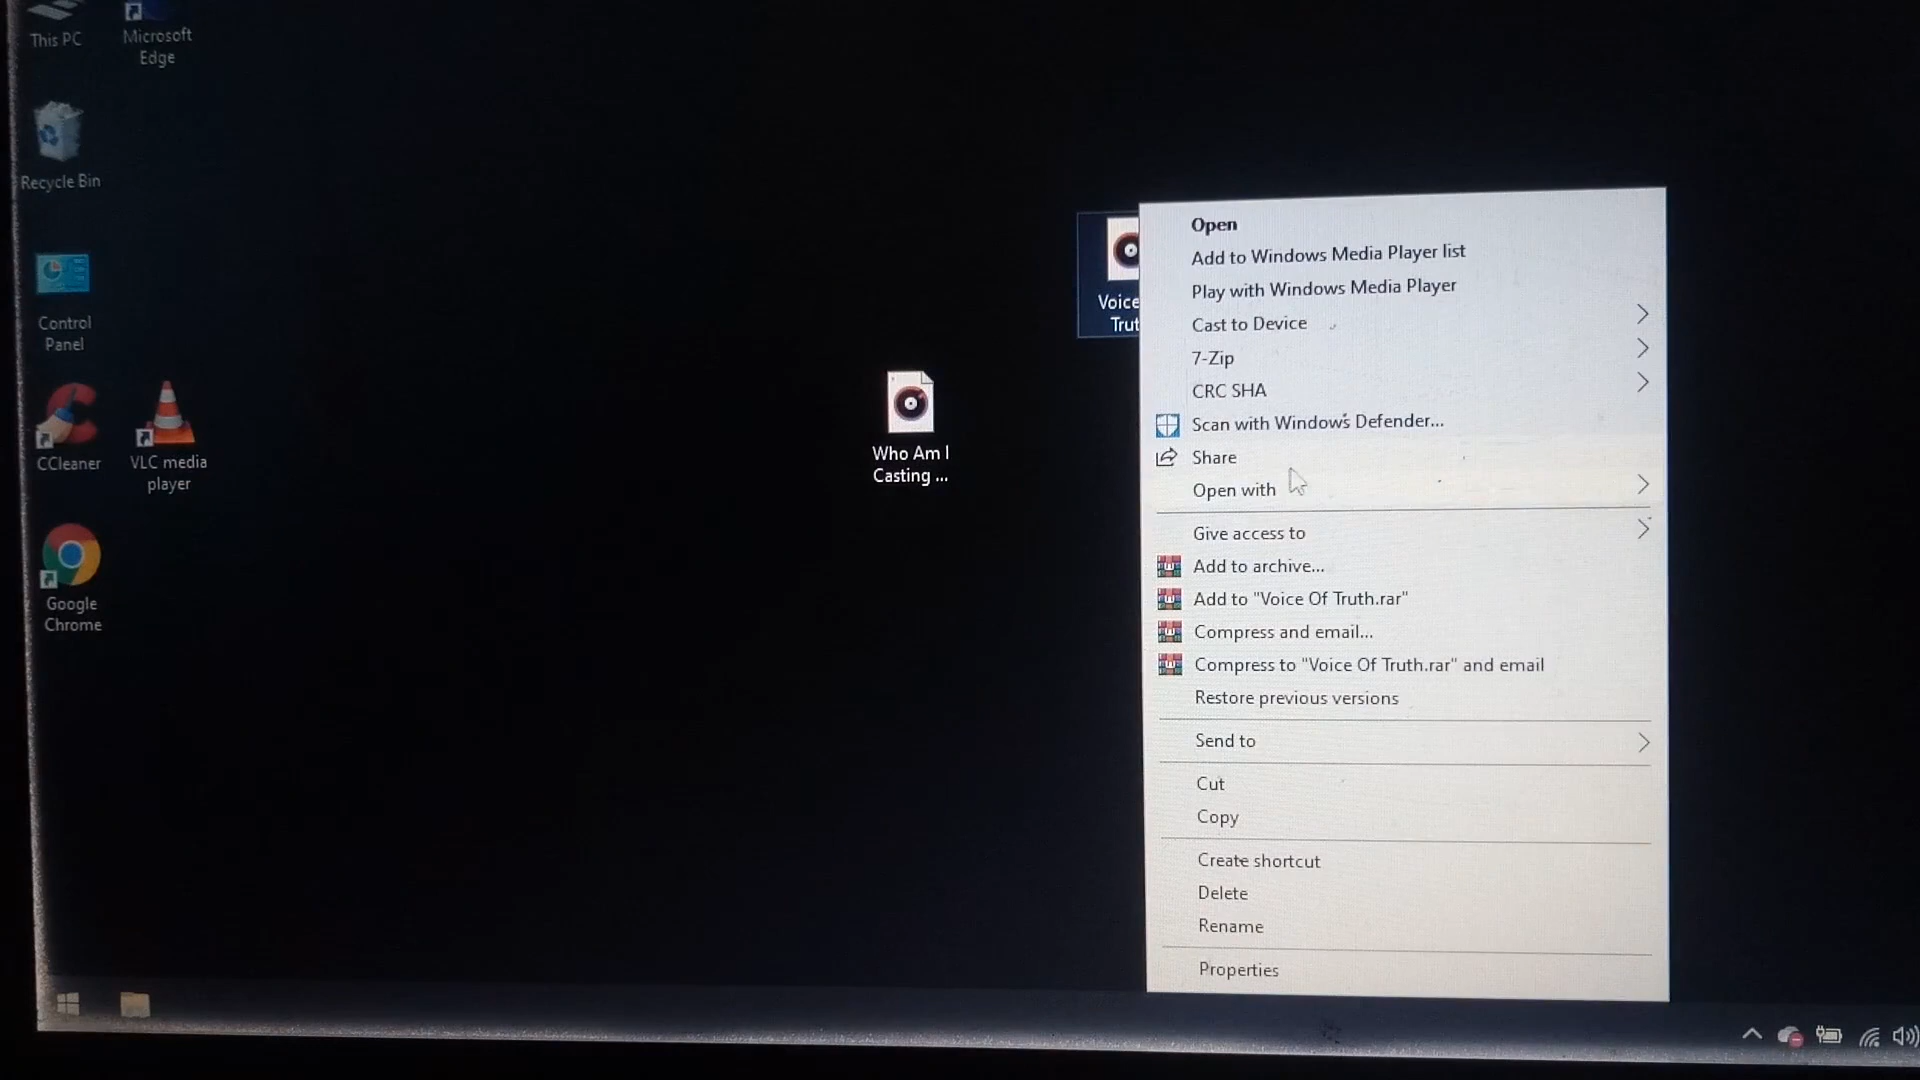 This PC
Microsoft
Edge
Recycle Bin
Control
Panel
CCleaner
VLC media
player
Google
Chrome
Who Am I
Casting ...
Voice
Trut
Open
Add to Windows Media Player list
Play with Windows Media Player
Cast to Device
7-Zip
CRC SHA
Scan with Windows Defender...
Share
Open with
Give access to
Add to archive...
Add to "Voice Of Truth.rar"
Compress and email...
Compress to "Voice Of Truth.rar" and email
Restore previous versions
Send to
Cut
Copy
Create shortcut
Delete
Rename
Properties